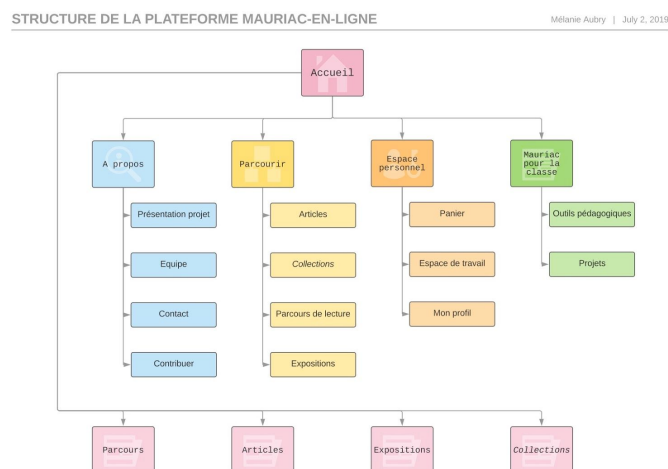 STRUCTURE DE LA PLATEFORME MAURIAC-EN-LIGNE
Mélanie Aubry | July 2, 2019
Accueil
A propos
Parcourir
Espace
personnel
Mauriac
pour la
classe
Présentation projet
Articles
Panier
Outils pédagogiques
Equipe
Collections
Espace de travail
Projets
Contact
Parcours de lecture
Mon profil
Contribuer
Expositions
Parcours
Articles
Expositions
Collections